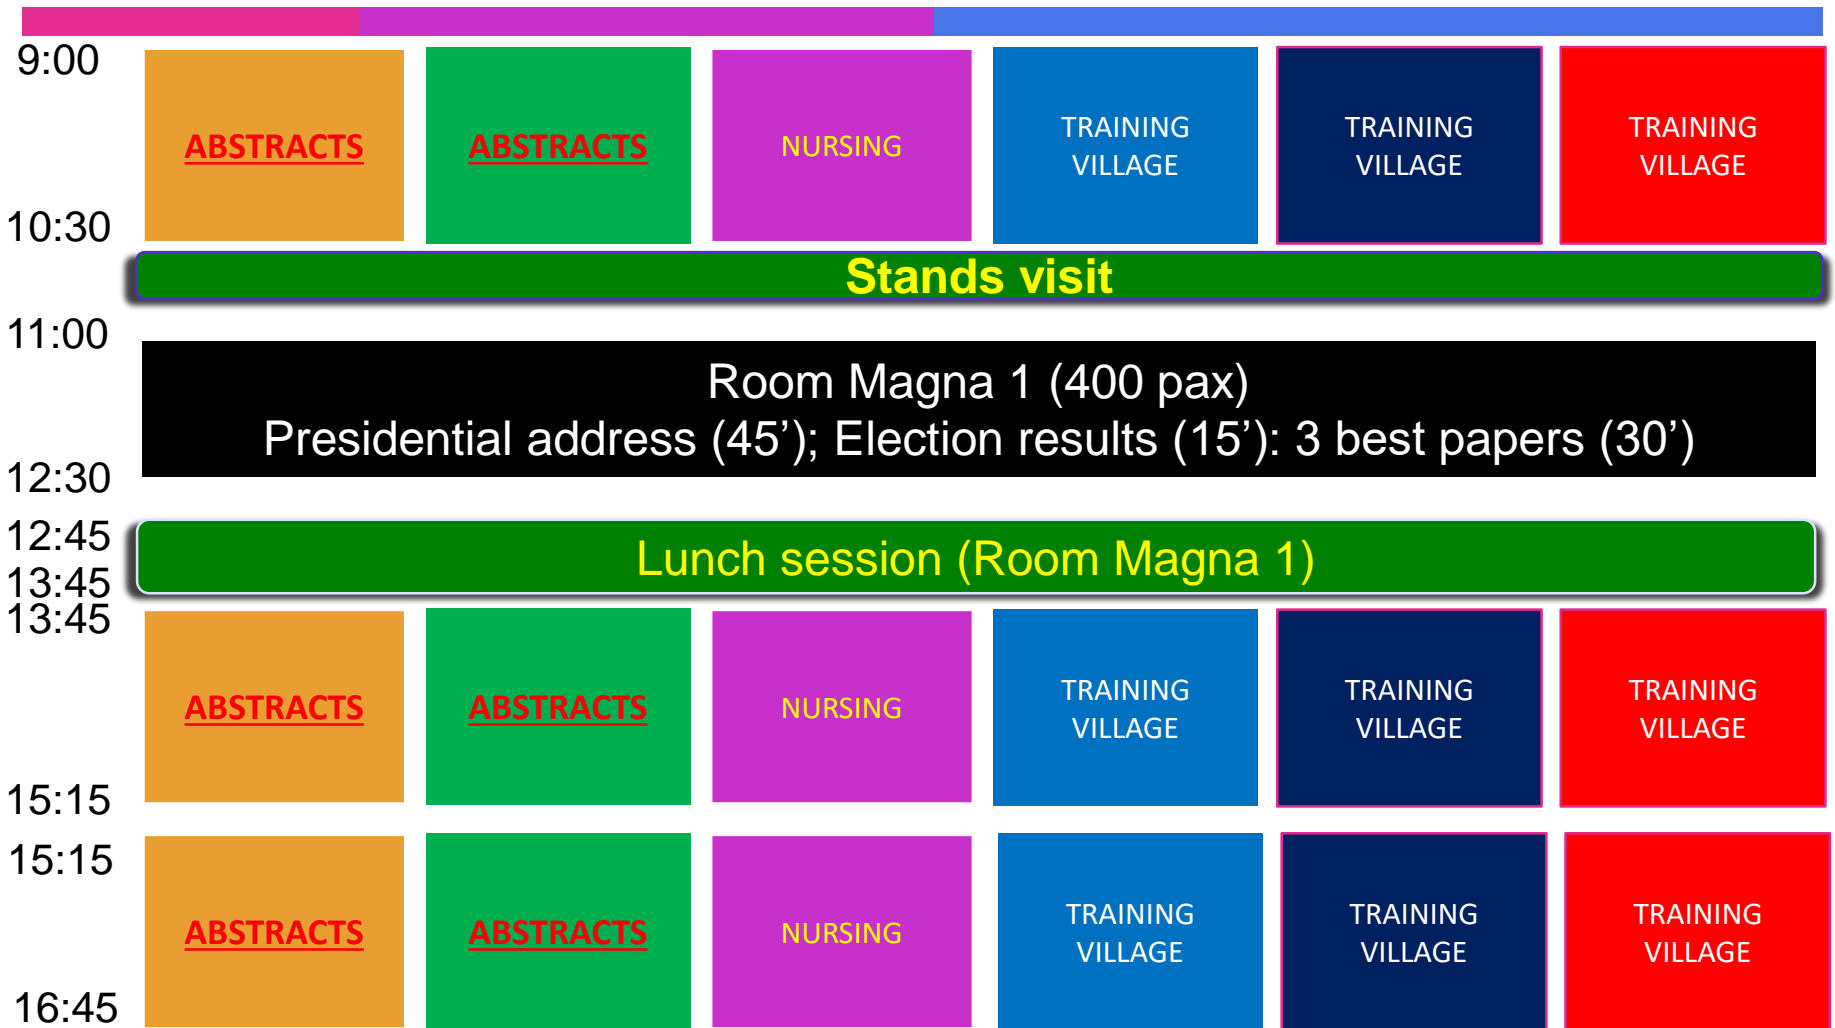 9:00
ABSTRACTS
ABSTRACTS
NURSING
TRAINING
VILLAGE
TRAINING
VILLAGE
TRAINING
VILLAGE
10:30
Stands visit
11:00
Room Magna 1 (400 pax)
Presidential address (45’); Election results (15’): 3 best papers (30’)
12:30
12:45
Lunch session (Room Magna 1)
13:45
13:45
ABSTRACTS
ABSTRACTS
NURSING
TRAINING
VILLAGE
TRAINING
VILLAGE
TRAINING
VILLAGE
15:15
15:15
ABSTRACTS
ABSTRACTS
NURSING
TRAINING
VILLAGE
TRAINING
VILLAGE
TRAINING
VILLAGE
16:45